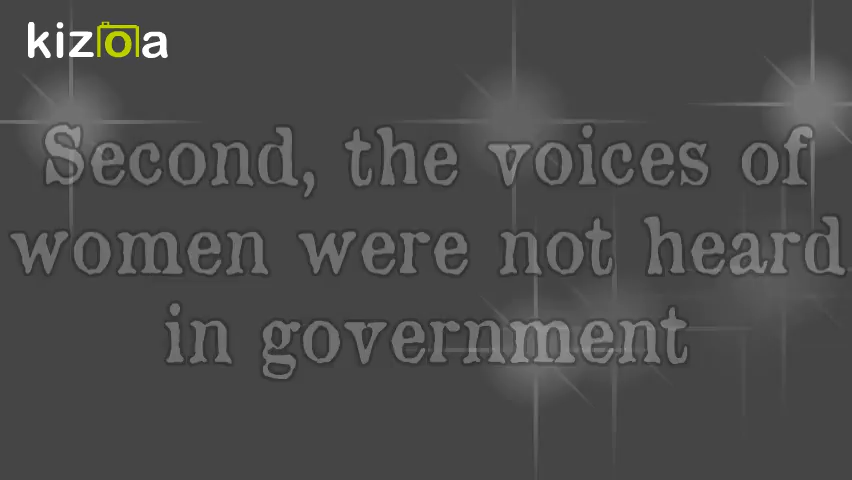 kizoa
Second, the voices of
women were not heard
in government